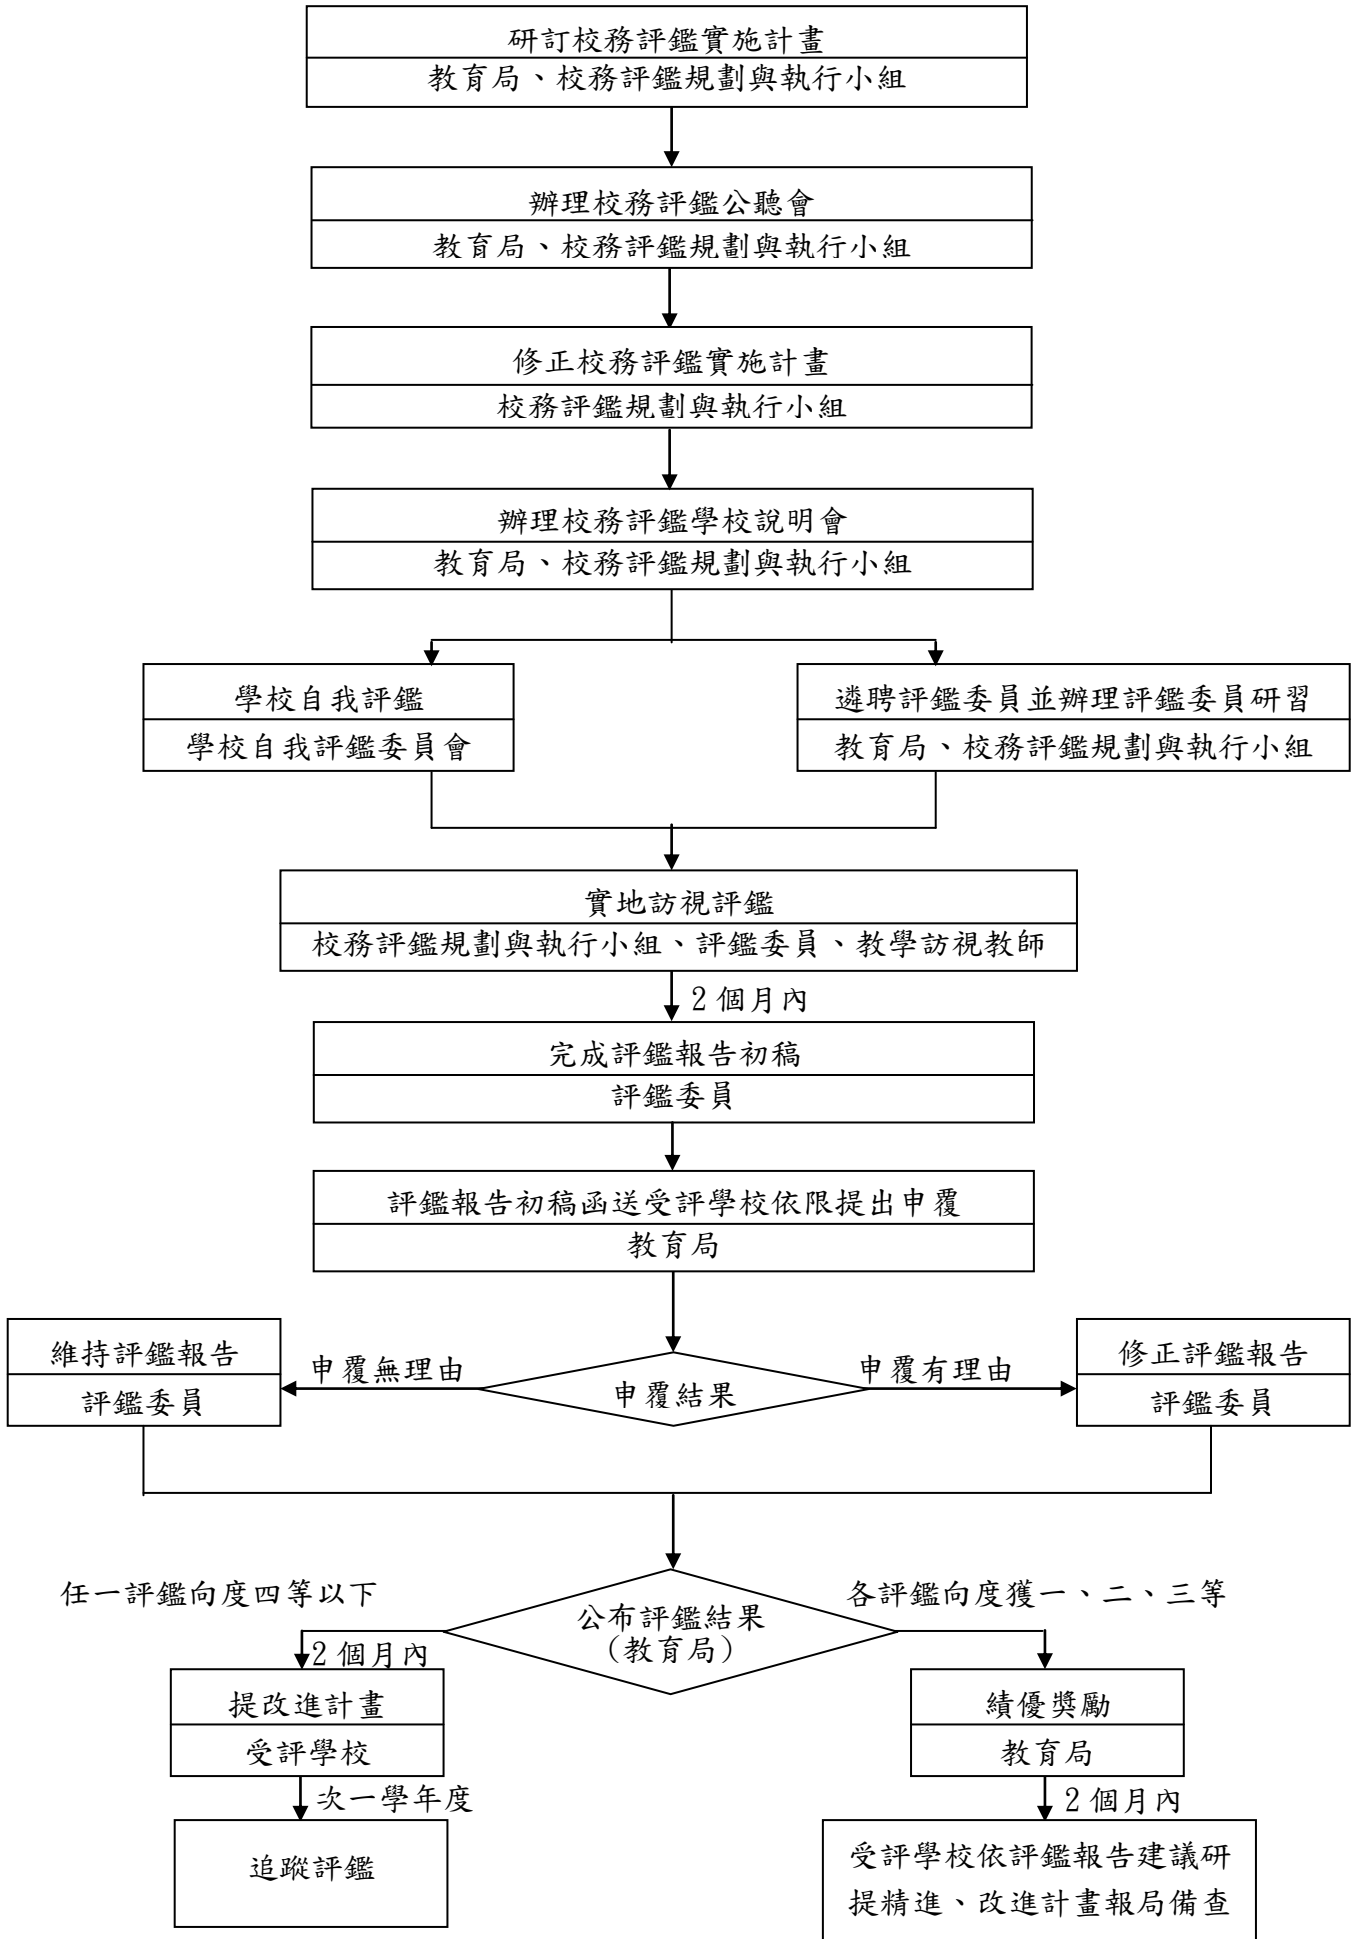 研訂校務評鑑實施計畫
教育局、校務評鑑規劃與執行小組
辦理校務評鑑公聽會
教育局、校務評鑑規劃與執行小組
修正校務評鑑實施計畫
校務評鑑規劃與執行小組
辦理校務評鑑學校說明會
教育局、校務評鑑規劃與執行小組
學校自我評鑑
學校自我評鑑委員會
遴聘評鑑委員並辦理評鑑委員研習
教育局、校務評鑑規劃與執行小組
實地訪視評鑑
校務評鑑規劃與執行小組、評鑑委員、教學訪視教師
2個月內
完成評鑑報告初稿
評鑑委員
評鑑報告初稿函送受評學校依限提出申覆
教育局
維持評鑑報告
評鑑委員
申覆無理由
申覆結果
申覆有理由
修正評鑑報告
評鑑委員
任一評鑑向度四等以下
公布評鑑結果
（教育局）
各評鑑向度獲一、二、三等
2個月內
提改進計畫
受評學校
次一學年度
追蹤評鑑
績優獎勵
教育局
2個月內
受評學校依評鑑報告建議研
提精進、改進計畫報局備查